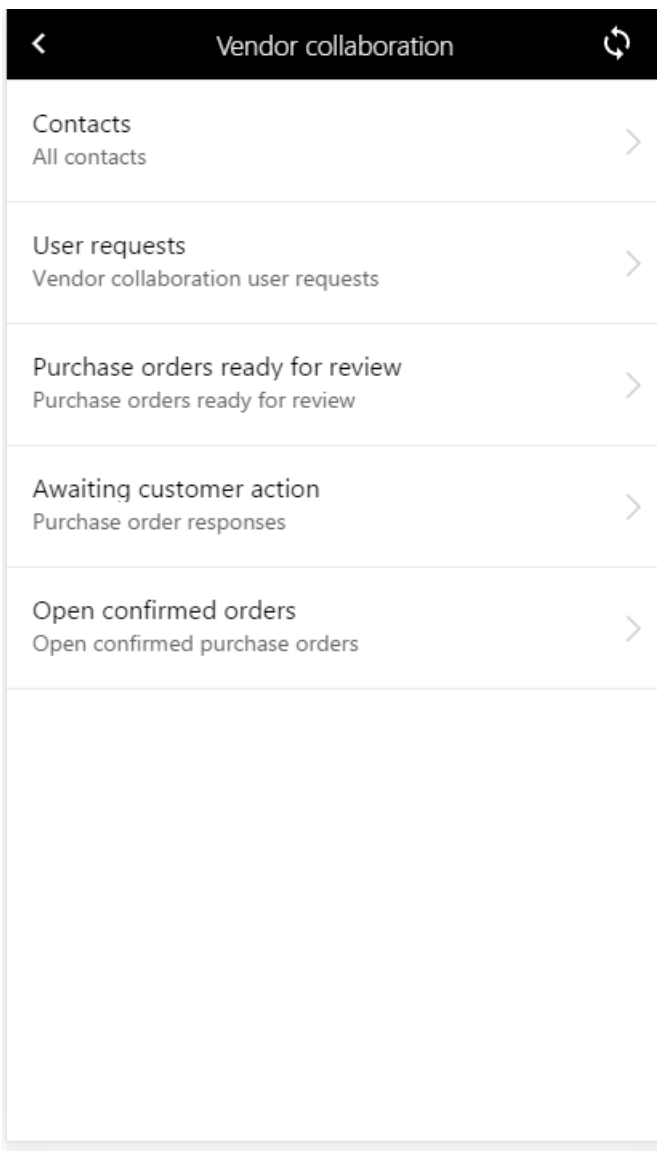 Vendor collaboration
Contacts
All contacts
User requests
Vendor collaboration user requests
Purchase orders ready for review
Purchase orders ready for review
Awaiting customer action
Purchase order responses
Open confirmed orders
Open confirmed purchase orders